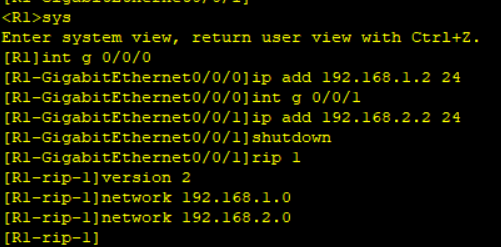 <R1>sys
Enter system view, return user view with Ctrl+Z.
[R1]int g 0/0/0
[R1-GigabitEthernet0/0/0]ip add 192.168.1.2 24
[R1-GigabitEthernet0/0/0]int g 0/0/1
[R1-GigabitEthernet0/0/1]ip add 192.168.2.2 24
[R1-GigabitEthernet0/0/1]shutdown
[R1-GigabitEthernet0/0/1]rip 1
[R1-rip-1]version 2
[R1-rip-1]network 192.168.1.0
[R1-rip-1]network 192.168.2.0
[R1-rip-1]